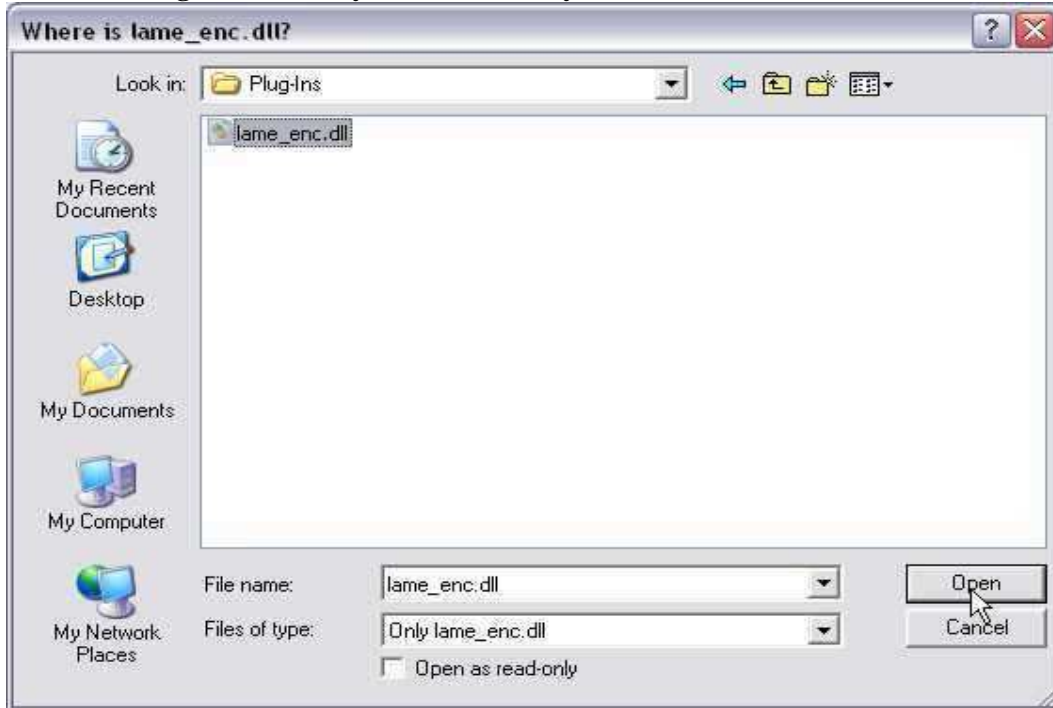 Where is lame_enc.dll?
Look in:
Plug-Ins
lame_enc.dll
My Recent
Documents
Desktop
My Documents
My Computer
My Network
Places
File name:
lame_enc.dll
Open
Files of type:
Only lame_enc.dll
Cancel
Open as read-only